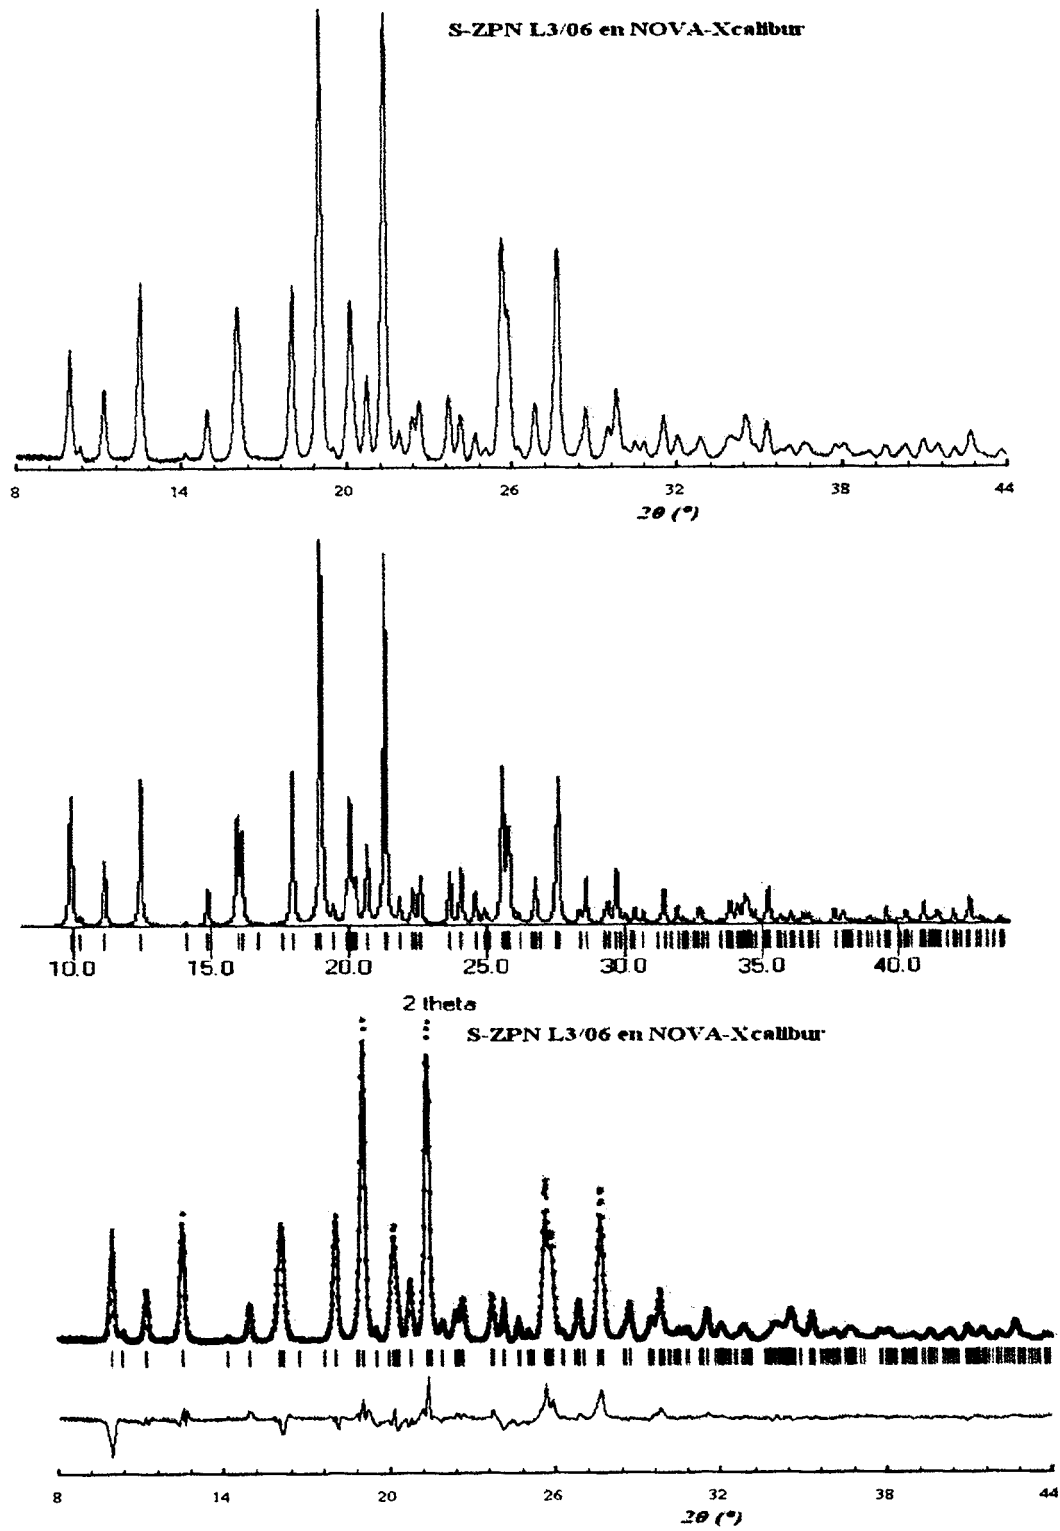 S-ZPN L3/06 en NOVA-Xcalibur
8 14 20 26 32 38 44
2θ (°)
10.0 15.0 20.0 25.0 30.0 35.0 40.0
2 theta
S-ZPN L3/06 en NOVA-Xcalibur
8 14 20 26 32 38 44
2θ (°)